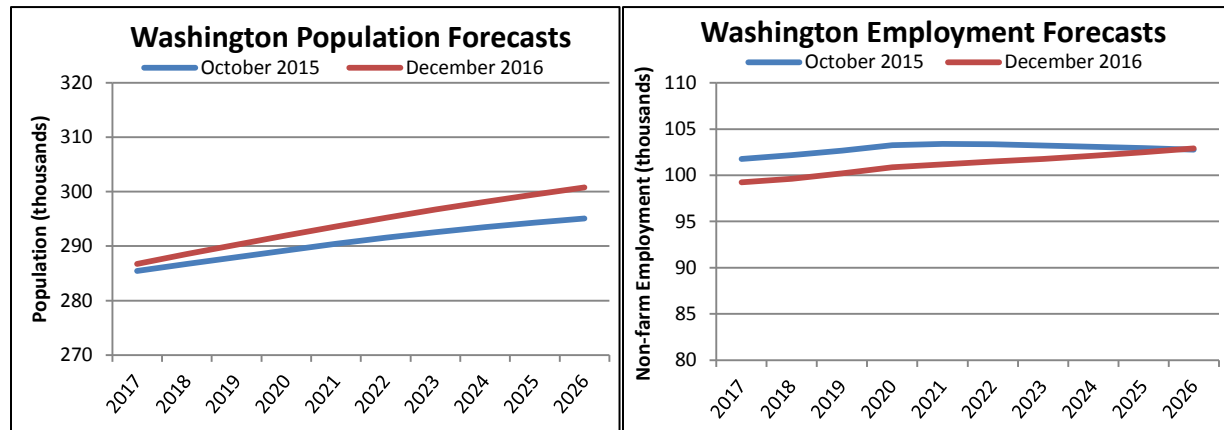 Washington Population Forecasts
October 2015 December 2016
Population (thousands)
320
310
300
290
280
270
2017 2018 2019 2020 2021 2022 2023 2024 2025 2026
Washington Employment Forecasts
October 2015 December 2016
Non-farm Employment (thousands)
110
105
100
95
90
85
80
2017 2018 2019 2020 2021 2022 2023 2024 2025 2026